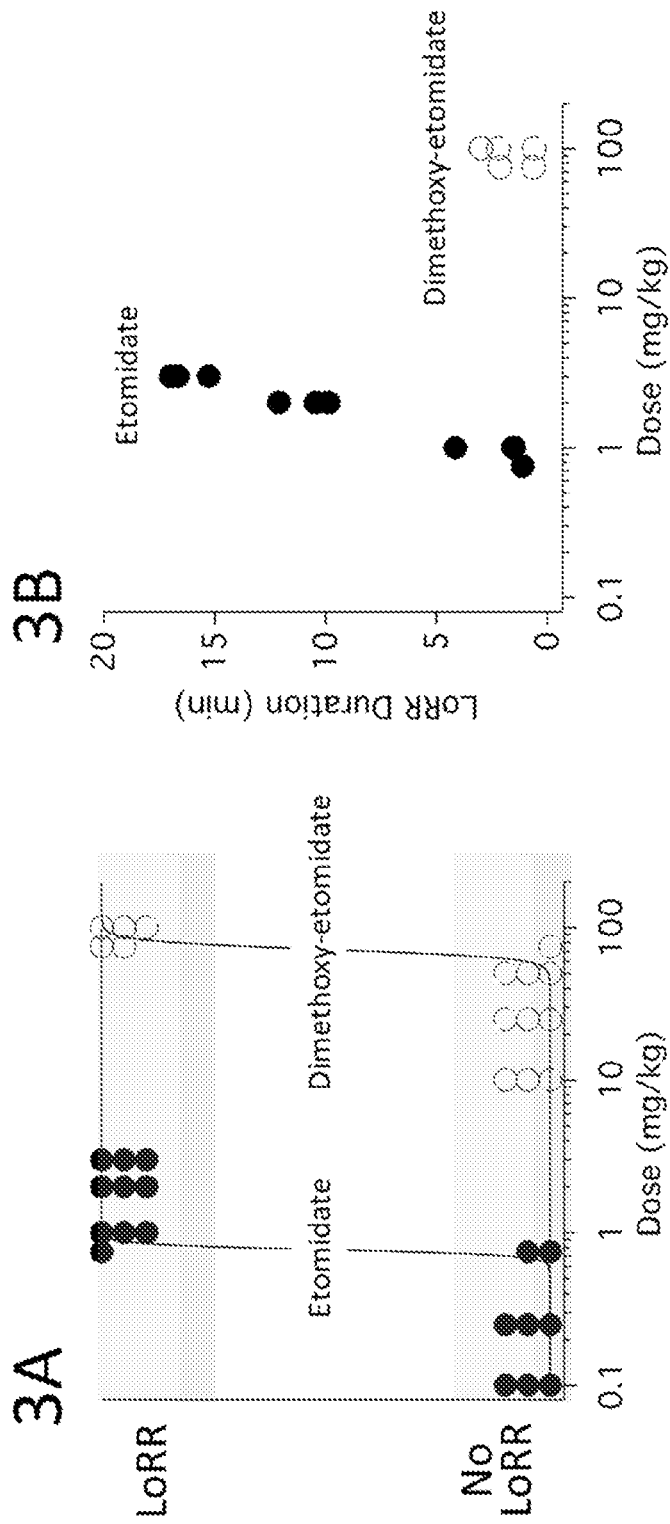 3A
LoRR
No
LoRR
Etomidate
Dimethoxy-etomidate
0.1
1
10
100
Dose (mg/kg)
3B
20
15
10
5
0
LoRR Duration (min)
Etomidate
Dimethoxy-etomidate
0.1
1
10
100
Dose (mg/kg)